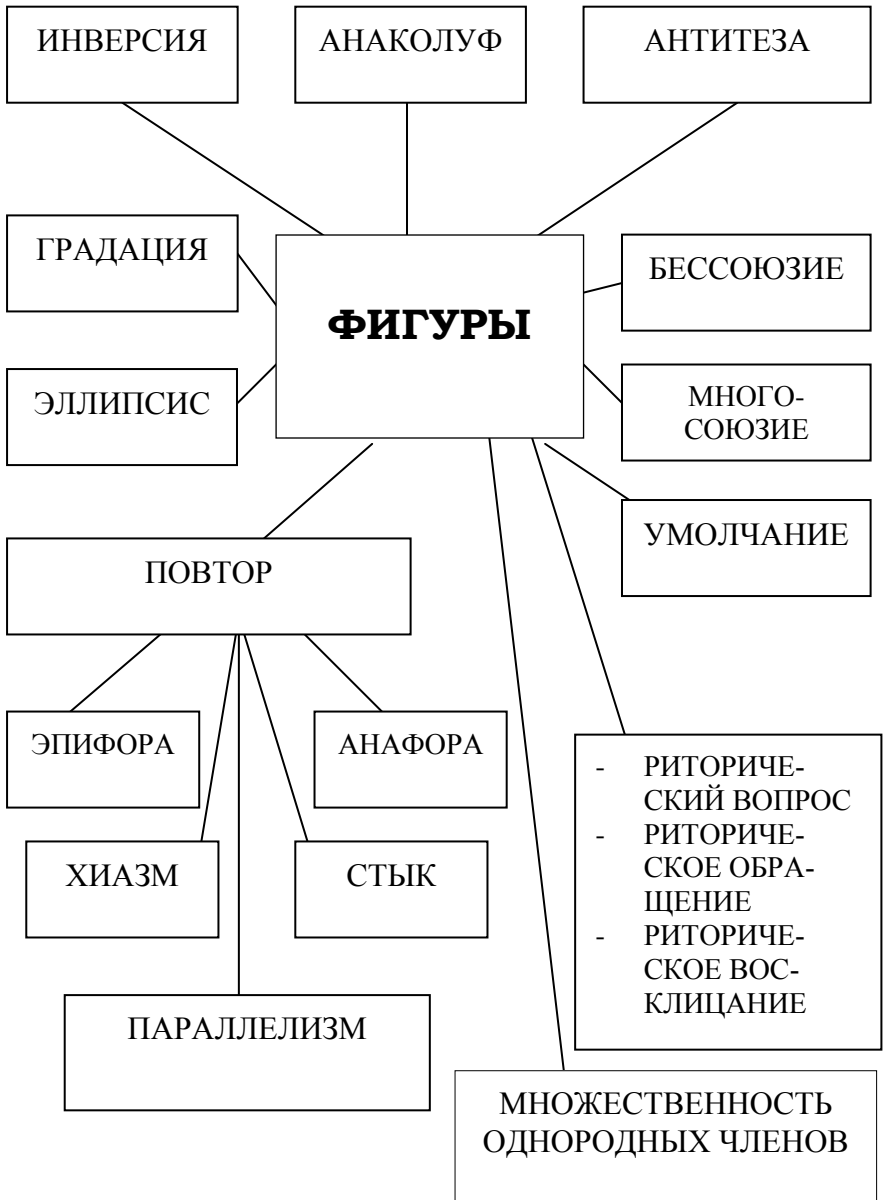 ИНВЕРСИЯ
АНАКОЛУФ
АНТИТЕЗА
ГРАДАЦИЯ
ФИГУРЫ
БЕССОЮЗИЕ
ЭЛЛИПСИС
МНОГО-
СОЮЗИЕ
УМОЛЧАНИЕ
ПОВТОР
ЭПИФОРА
АНАФОРА
ХИАЗМ
СТЫК
ПАРАЛЛЕЛИЗМ
- РИТОРИЧЕ-
СКИЙ ВОПРОС
- РИТОРИЧЕ-
СКОЕ ОБРА-
ЩЕНИЕ
- РИТОРИЧЕ-
СКОЕ ВОС-
КЛИЦАНИЕ
МНОЖЕСТВЕННОСТЬ
ОДНОРОДНЫХ ЧЛЕНОВ